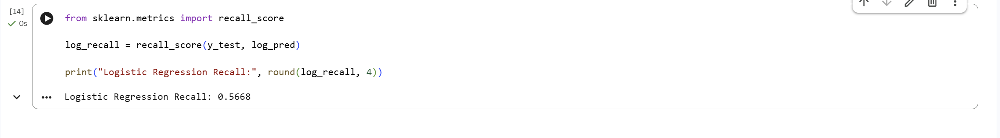 [14]
0s
from sklearn.metrics import recall_score
log_recall = recall_score(y_test, log_pred)
print("Logistic Regression Recall:", round(log_recall, 4))
Logistic Regression Recall: 0.5668